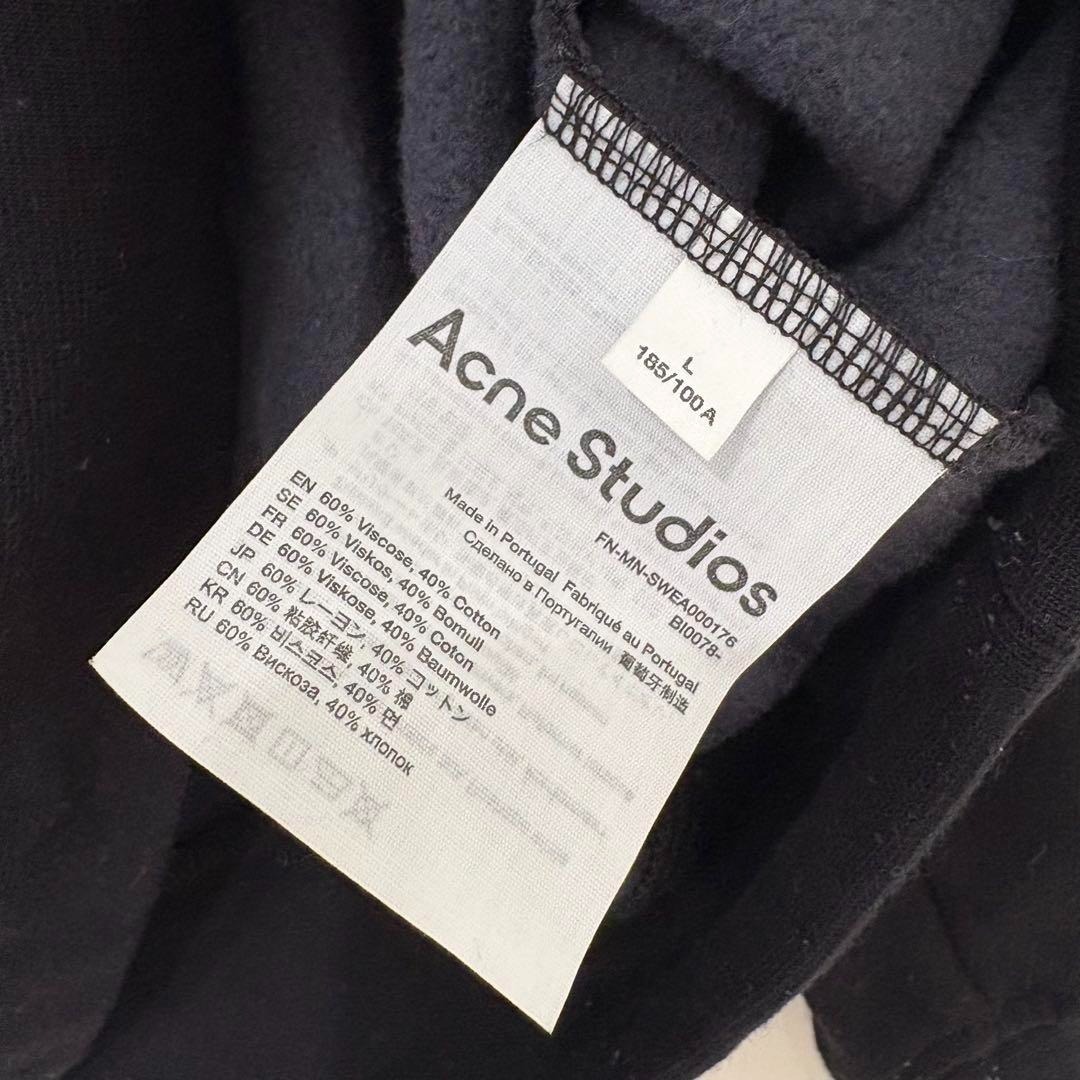 L
185/100A
Acne Studios
FN-MN-SWEA000176
BI0078-
Made in Portugal Fabriqué au Portugal
Сделано в Португалии 葡萄牙制造
EN 60% Viscose, 40% Cotton
SE 60% Viskos, 40% Bomull
FR 60% Viscose, 40% Coton
DE 60% Viskose, 40% Baumwolle
JP 60% レーヨン, 40% コットン
CN 60% 粘胶纤维, 40% 棉
KR 60% 비스코스, 40% 면
RU 60% Вискоза, 40% хлопок